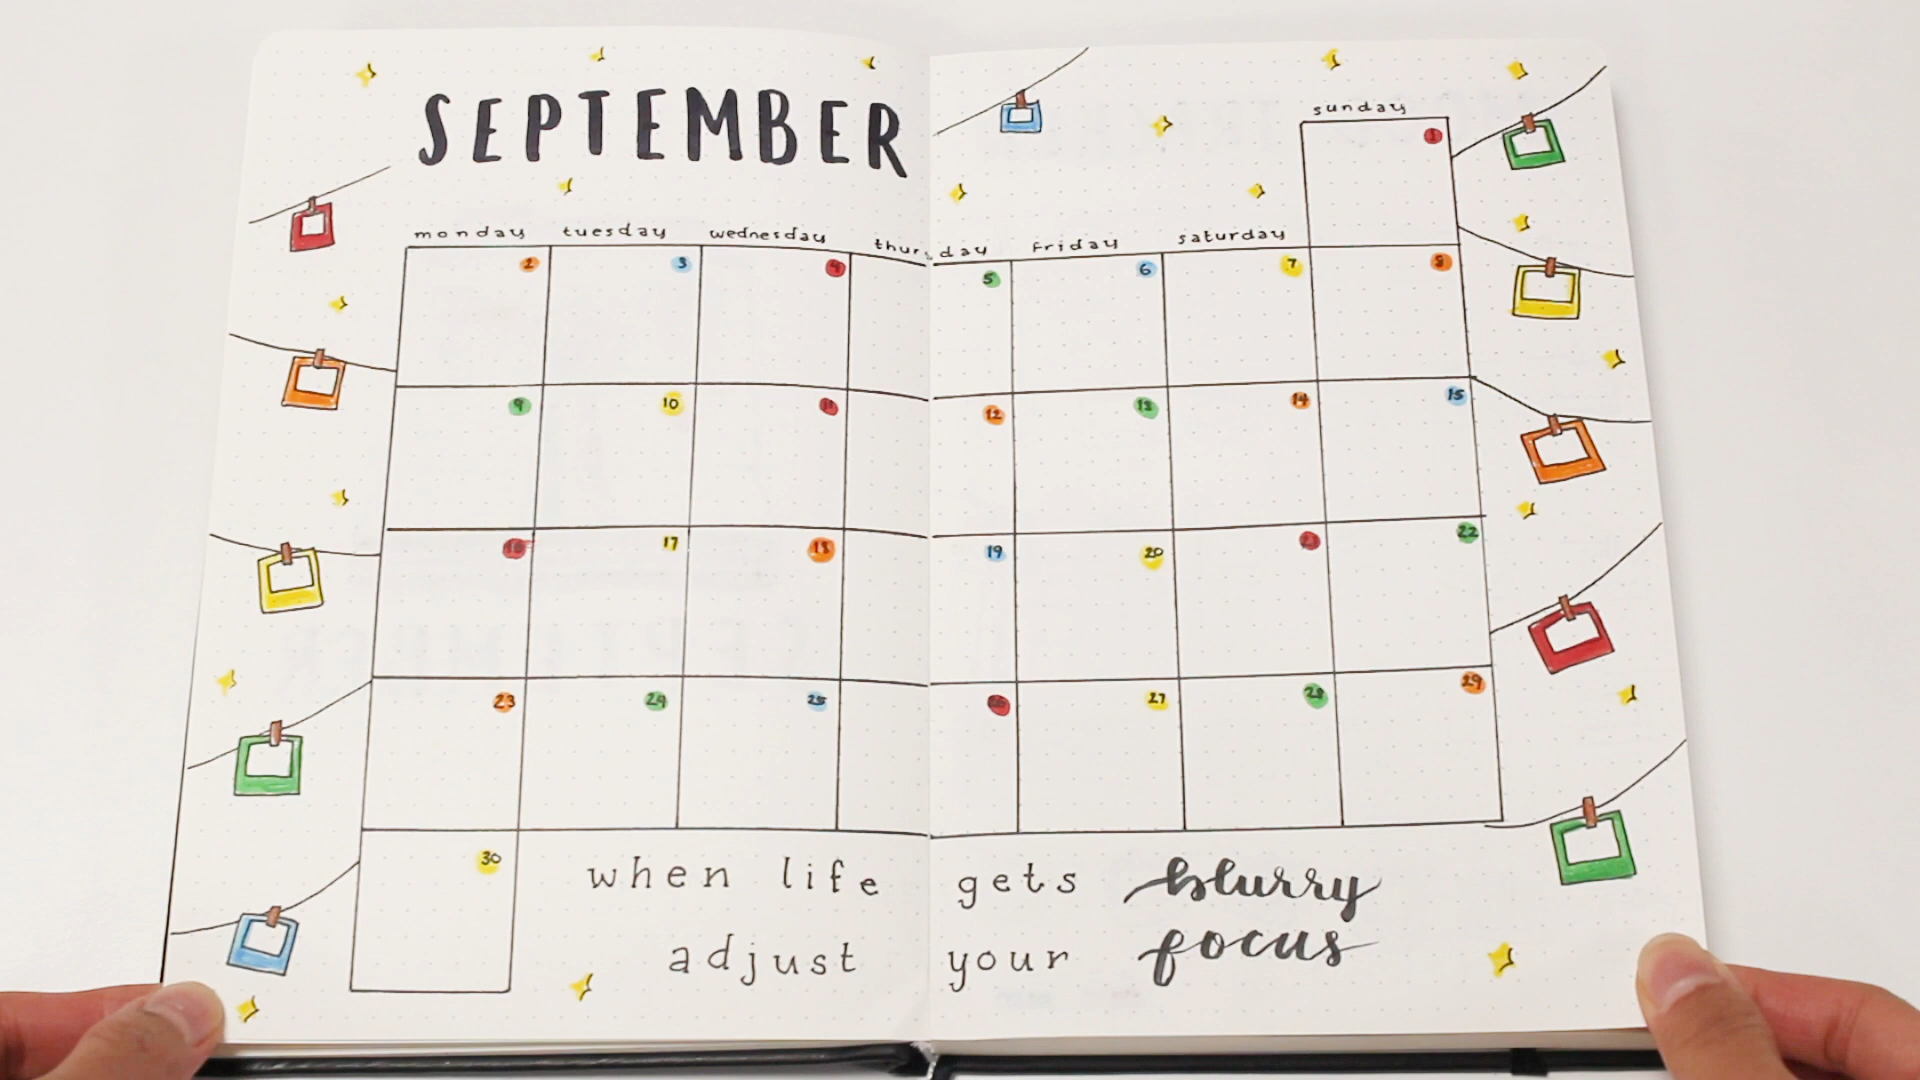 SEPTEMBER
sunday
1
monday tuesday wednesday thursday friday saturday
2 3 4 5 6 7 8
9 10 11 12 13 14 15
16 17 18 19 20 21 22
23 24 25 26 27 28 29
30
when life gets blurry
adjust your focus